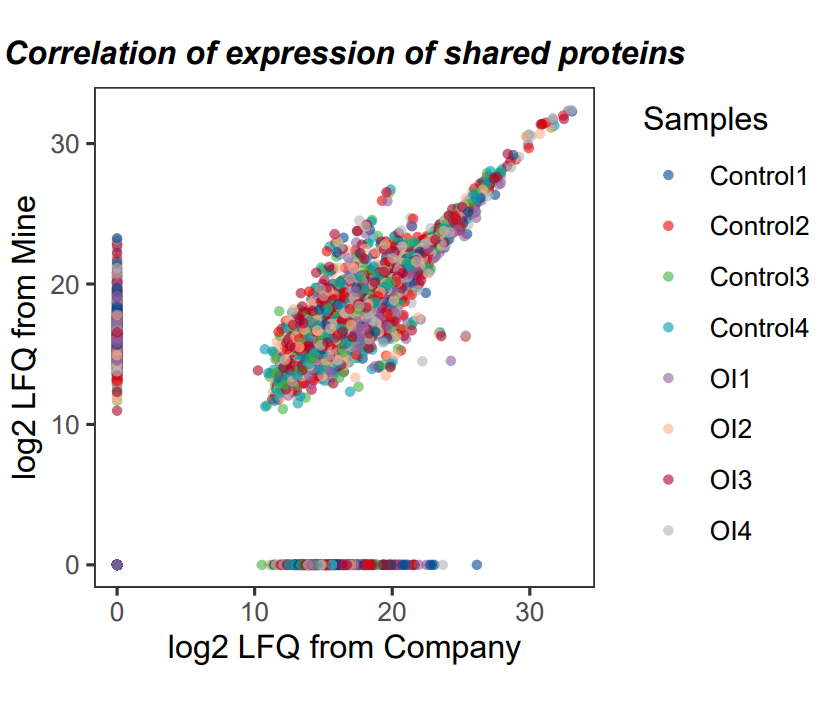 Correlation of expression of shared proteins
Samples
Control1
Control2
Control3
Control4
OI1
OI2
OI3
OI4
log2 LFQ from Mine
30
20
10
0
0 10 20 30
log2 LFQ from Company